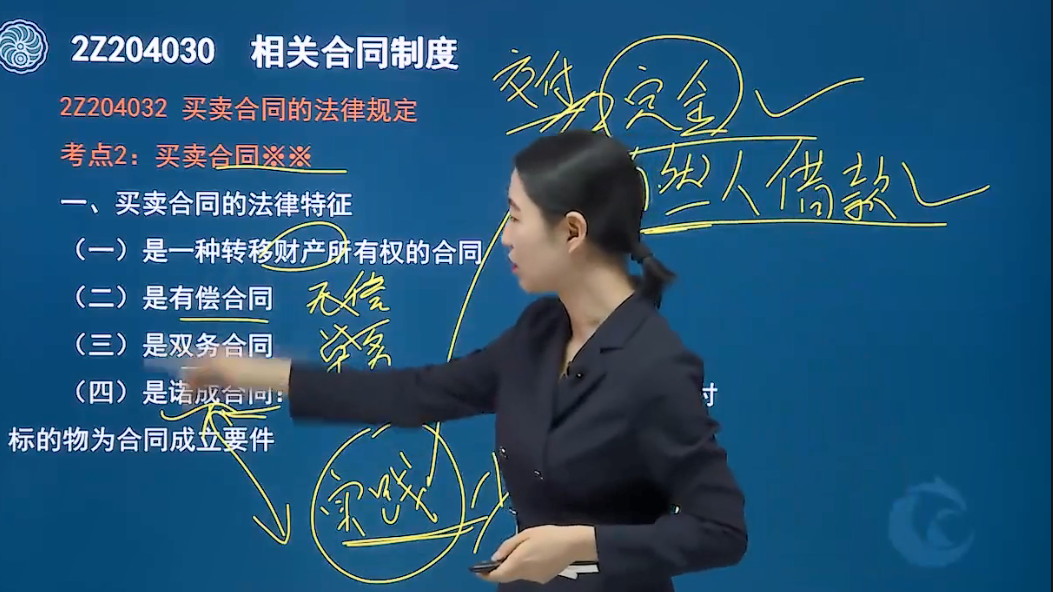 2Z204030 相关合同制度
2Z204032 买卖合同的法律规定
考点2：买卖合同※※
一、买卖合同的法律特征
（一）是一种转移财产所有权的合同
（二）是有偿合同
（三）是双务合同
（四）是诺成合同：
付
标的物为合同成立要件
交付
定金
然人借款
无偿
单务
实践